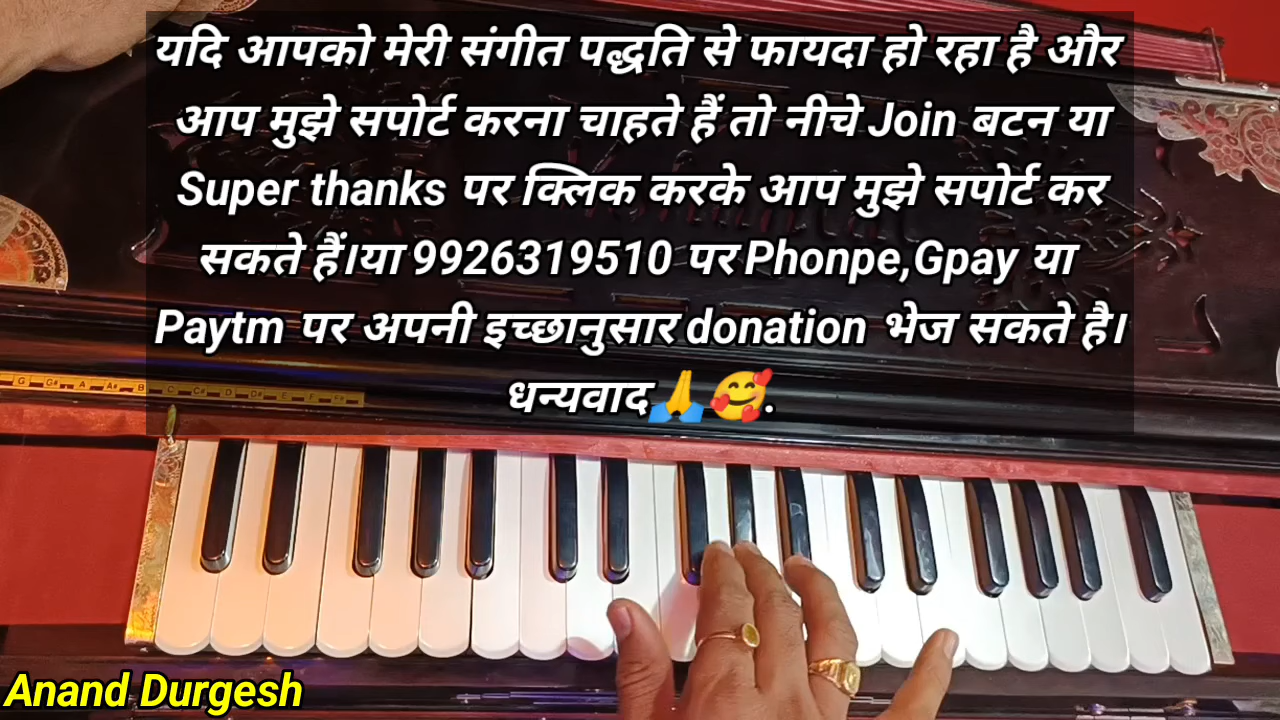 यदि आपको मेरी संगीत पद्धति से फायदा हो रहा है और
आप मुझे सपोर्ट करना चाहते हैं तो नीचे Join बटन या
Super thanks पर क्लिक करके आप मुझे सपोर्ट कर
सकते हैं।या 9926319510 पर Phonpe,Gpay या
Paytm पर अपनी इच्छानुसार donation भेज सकते है।
धन्यवाद🙏🥰.
G G# A A# B C C# D D# E F F#
Anand Durgesh